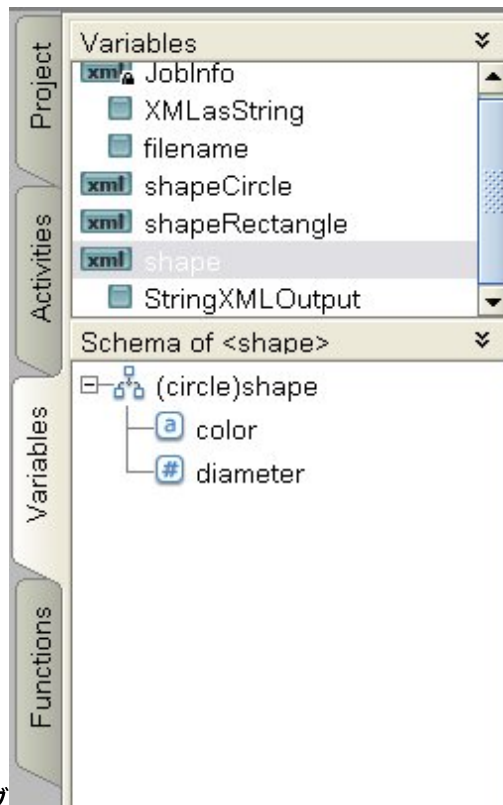 Project
Activities
Variables
Functions
Variables
xml JobInfo
XMLasString
filename
xml shapeCircle
xml shapeRectangle
xml shape
StringXMLOutput
Schema of <shape>
(circle)shape
a color
# diameter